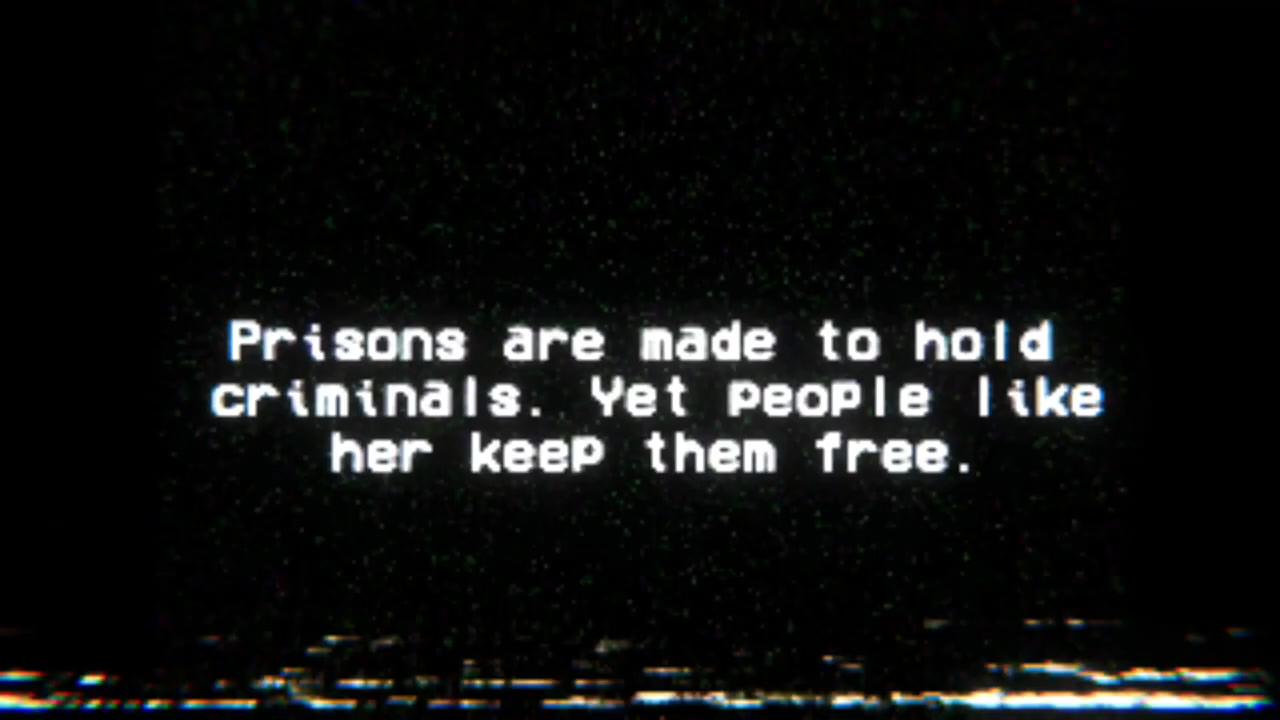 Prisons are made to hold
criminals. Yet people like
her keep them free.